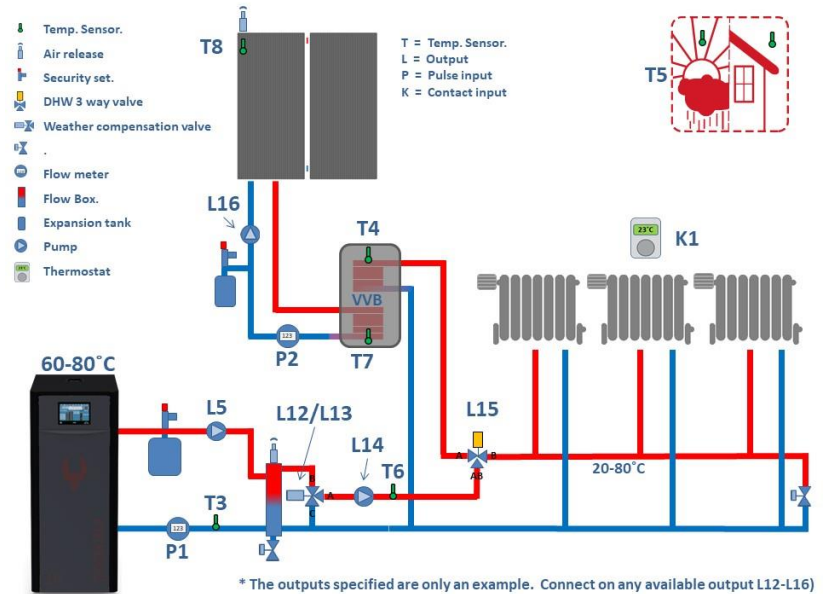 Temp. Sensor.
Air release
Security set.
DHW 3 way valve
Weather compensation valve
.
Flow meter
Flow Box.
Expansion tank
Pump
Thermostat
T8
T = Temp. Sensor.
L = Output
P = Pulse input
K = Contact input
T5
L16
T4
VVB
T7
123
P2
23°C
K1
60-80°C
L5
L12/L13
L14
T6
L15
A
B
AB
20-80°C
B
A
C
T3
123
P1
* The outputs specified are only an example. Connect on any available output L12-L16)